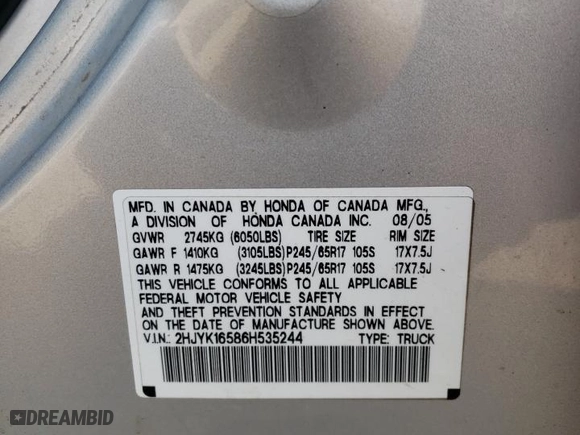 MFD. IN CANADA BY HONDA OF CANADA MFG.,
A DIVISION OF HONDA CANADA INC. 08/05
GVWR 2745KG (6050LBS) TIRE SIZE RIM SIZE
GAWR F 1410KG (3105LBS) P245/65R17 105S 17X7.5J
GAWR R 1475KG (3245LBS) P245/65R17 105S 17X7.5J
THIS VEHICLE CONFORMS TO ALL APPLICABLE
FEDERAL MOTOR VEHICLE SAFETY
AND THEFT PREVENTION STANDARDS IN EFFECT
ON THE DATE OF MANUFACTURE SHOWN ABOVE.
V.I.N.: 2HJYK16586H535244 TYPE: TRUCK
DREAMBID